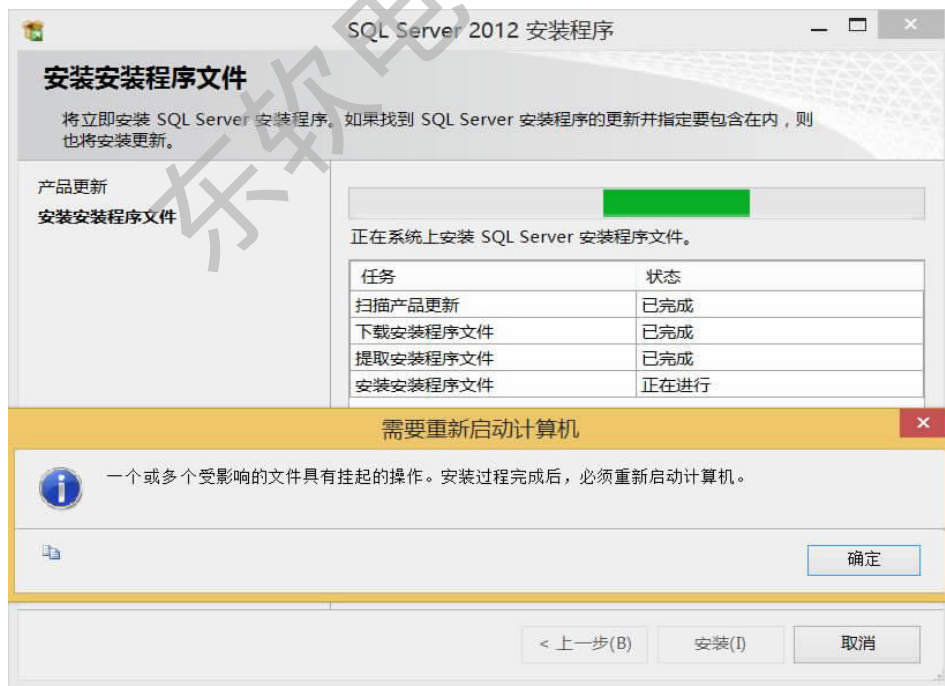 SQL Server 2012 安装程序
安装安装程序文件
将立即安装 SQL Server 安装程序。如果找到 SQL Server 安装程序的更新并指定要包含在内，则
也将安装更新。
产品更新
安装安装程序文件
正在系统上安装 SQL Server 安装程序文件。
任务 状态
扫描产品更新 已完成
下载安装程序文件 已完成
提取安装程序文件 已完成
安装安装程序文件 正在进行
需要重新启动计算机
一个或多个受影响的文件具有挂起的操作。安装过程完成后，必须重新启动计算机。
确定
< 上一步(B) 安装(I) 取消
东软电